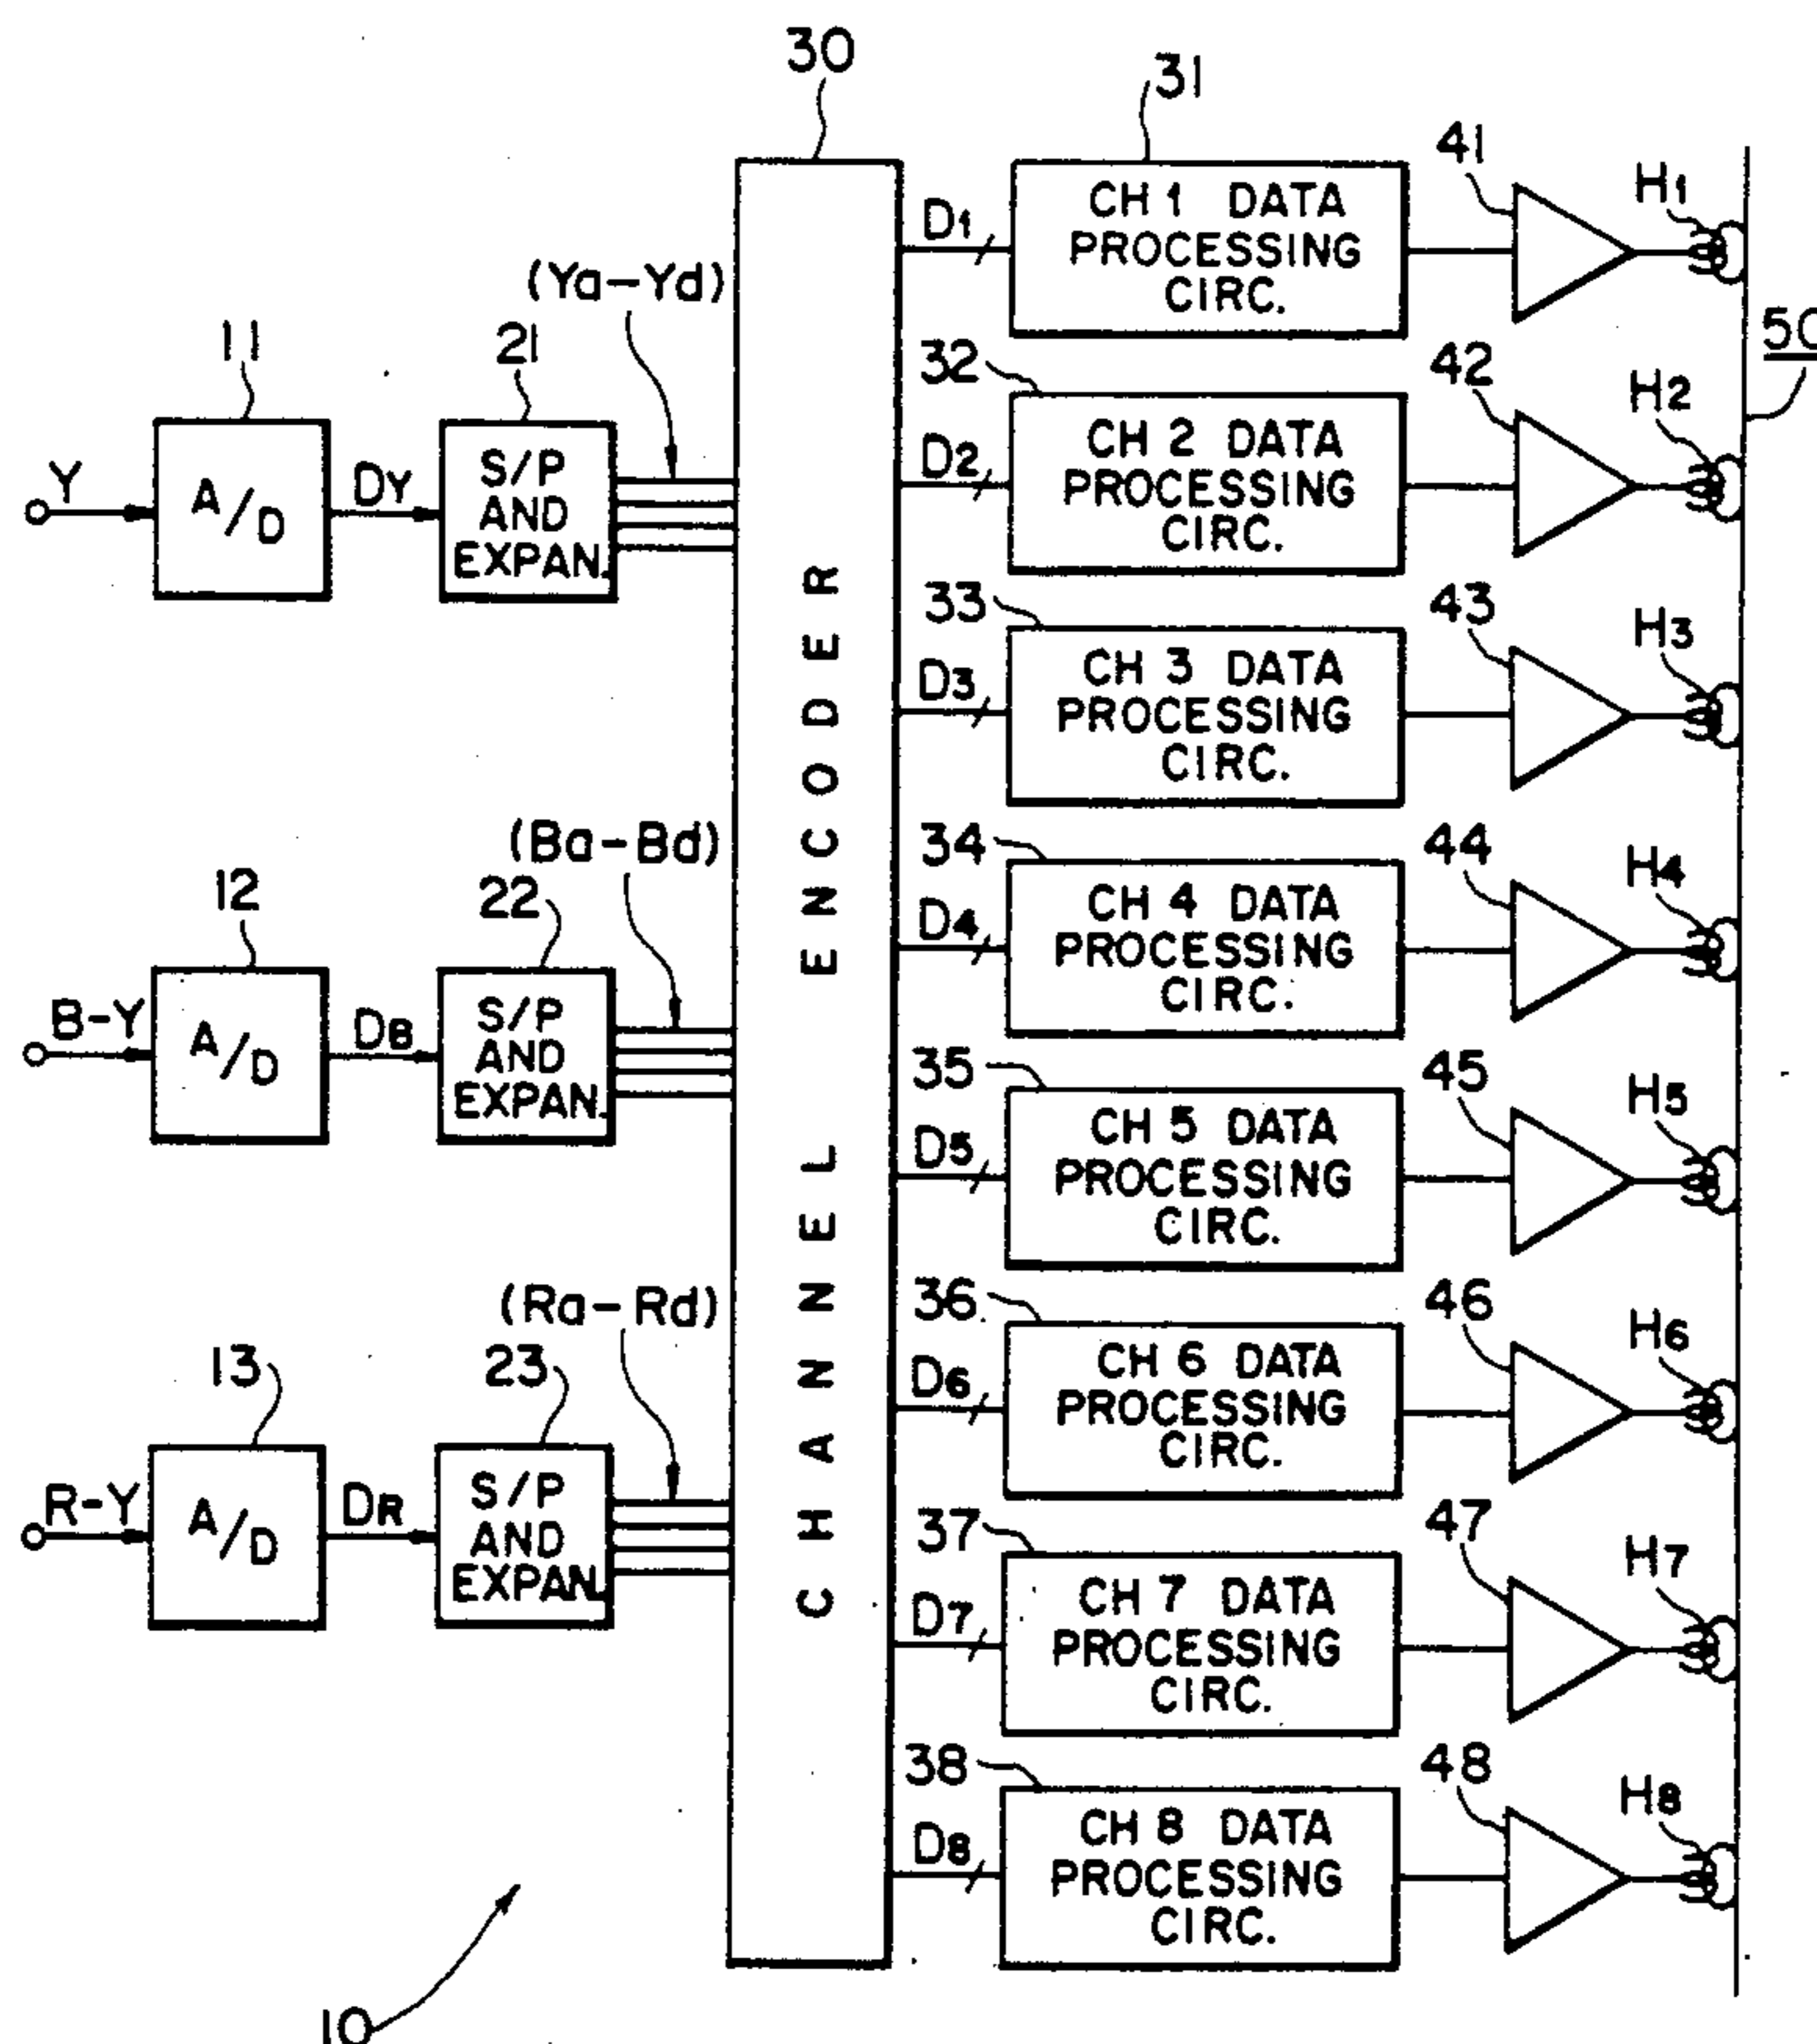 30
31
41
H1
D1
CH 1 DATA
PROCESSING
CIRC.
(Ya-Yd)
50
11
21
32
42
H2
Y
A/D
DY
S/P
AND
EXPAN.
D2
CH 2 DATA
PROCESSING
CIRC.
CHANNEL ENCODER
33
43
H3
D3
CH 3 DATA
PROCESSING
CIRC.
(Ba-Bd)
12
22
34
44
H4
D4
CH 4 DATA
PROCESSING
CIRC.
B-Y
A/D
DB
S/P
AND
EXPAN.
35
45
H5
D5
CH 5 DATA
PROCESSING
CIRC.
(Ra-Rd)
13
23
36
46
H6
D6
CH 6 DATA
PROCESSING
CIRC.
R-Y
A/D
DR
S/P
AND
EXPAN.
37
47
H7
D7
CH 7 DATA
PROCESSING
CIRC.
38
48
H8
D8
CH 8 DATA
PROCESSING
CIRC.
10